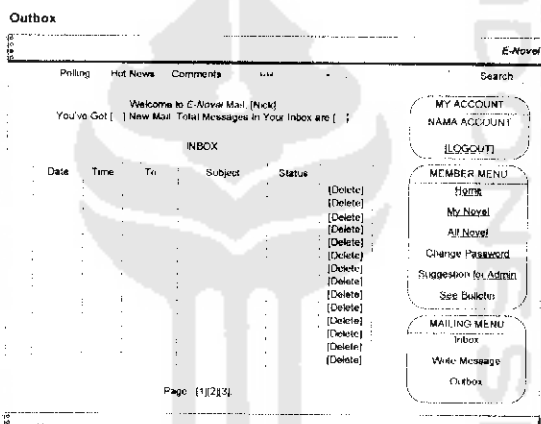 Outbox
E-Novel
Polling Hot News Comments
Search
Welcome to E-Novel Mail, [Nick]
You've Got [ ] New Mail. Total Messages in Your Inbox are [ ]
INBOX
Date Time To Subject Status
[Delete]
[Delete]
[Delete]
[Delete]
[Delete]
[Delete]
[Delete]
[Delete]
[Delete]
[Delete]
[Delete]
[Delete]
[Delete]
[Delete]
Page [1][2][3]
MY ACCOUNT
NAMA ACCOUNT
[LOGOUT]
MEMBER MENU
Home
My Novel
All Novel
Change Password
Suggestion for Admin
See Bulletin
MAILING MENU
Inbox
Write Message
Outbox